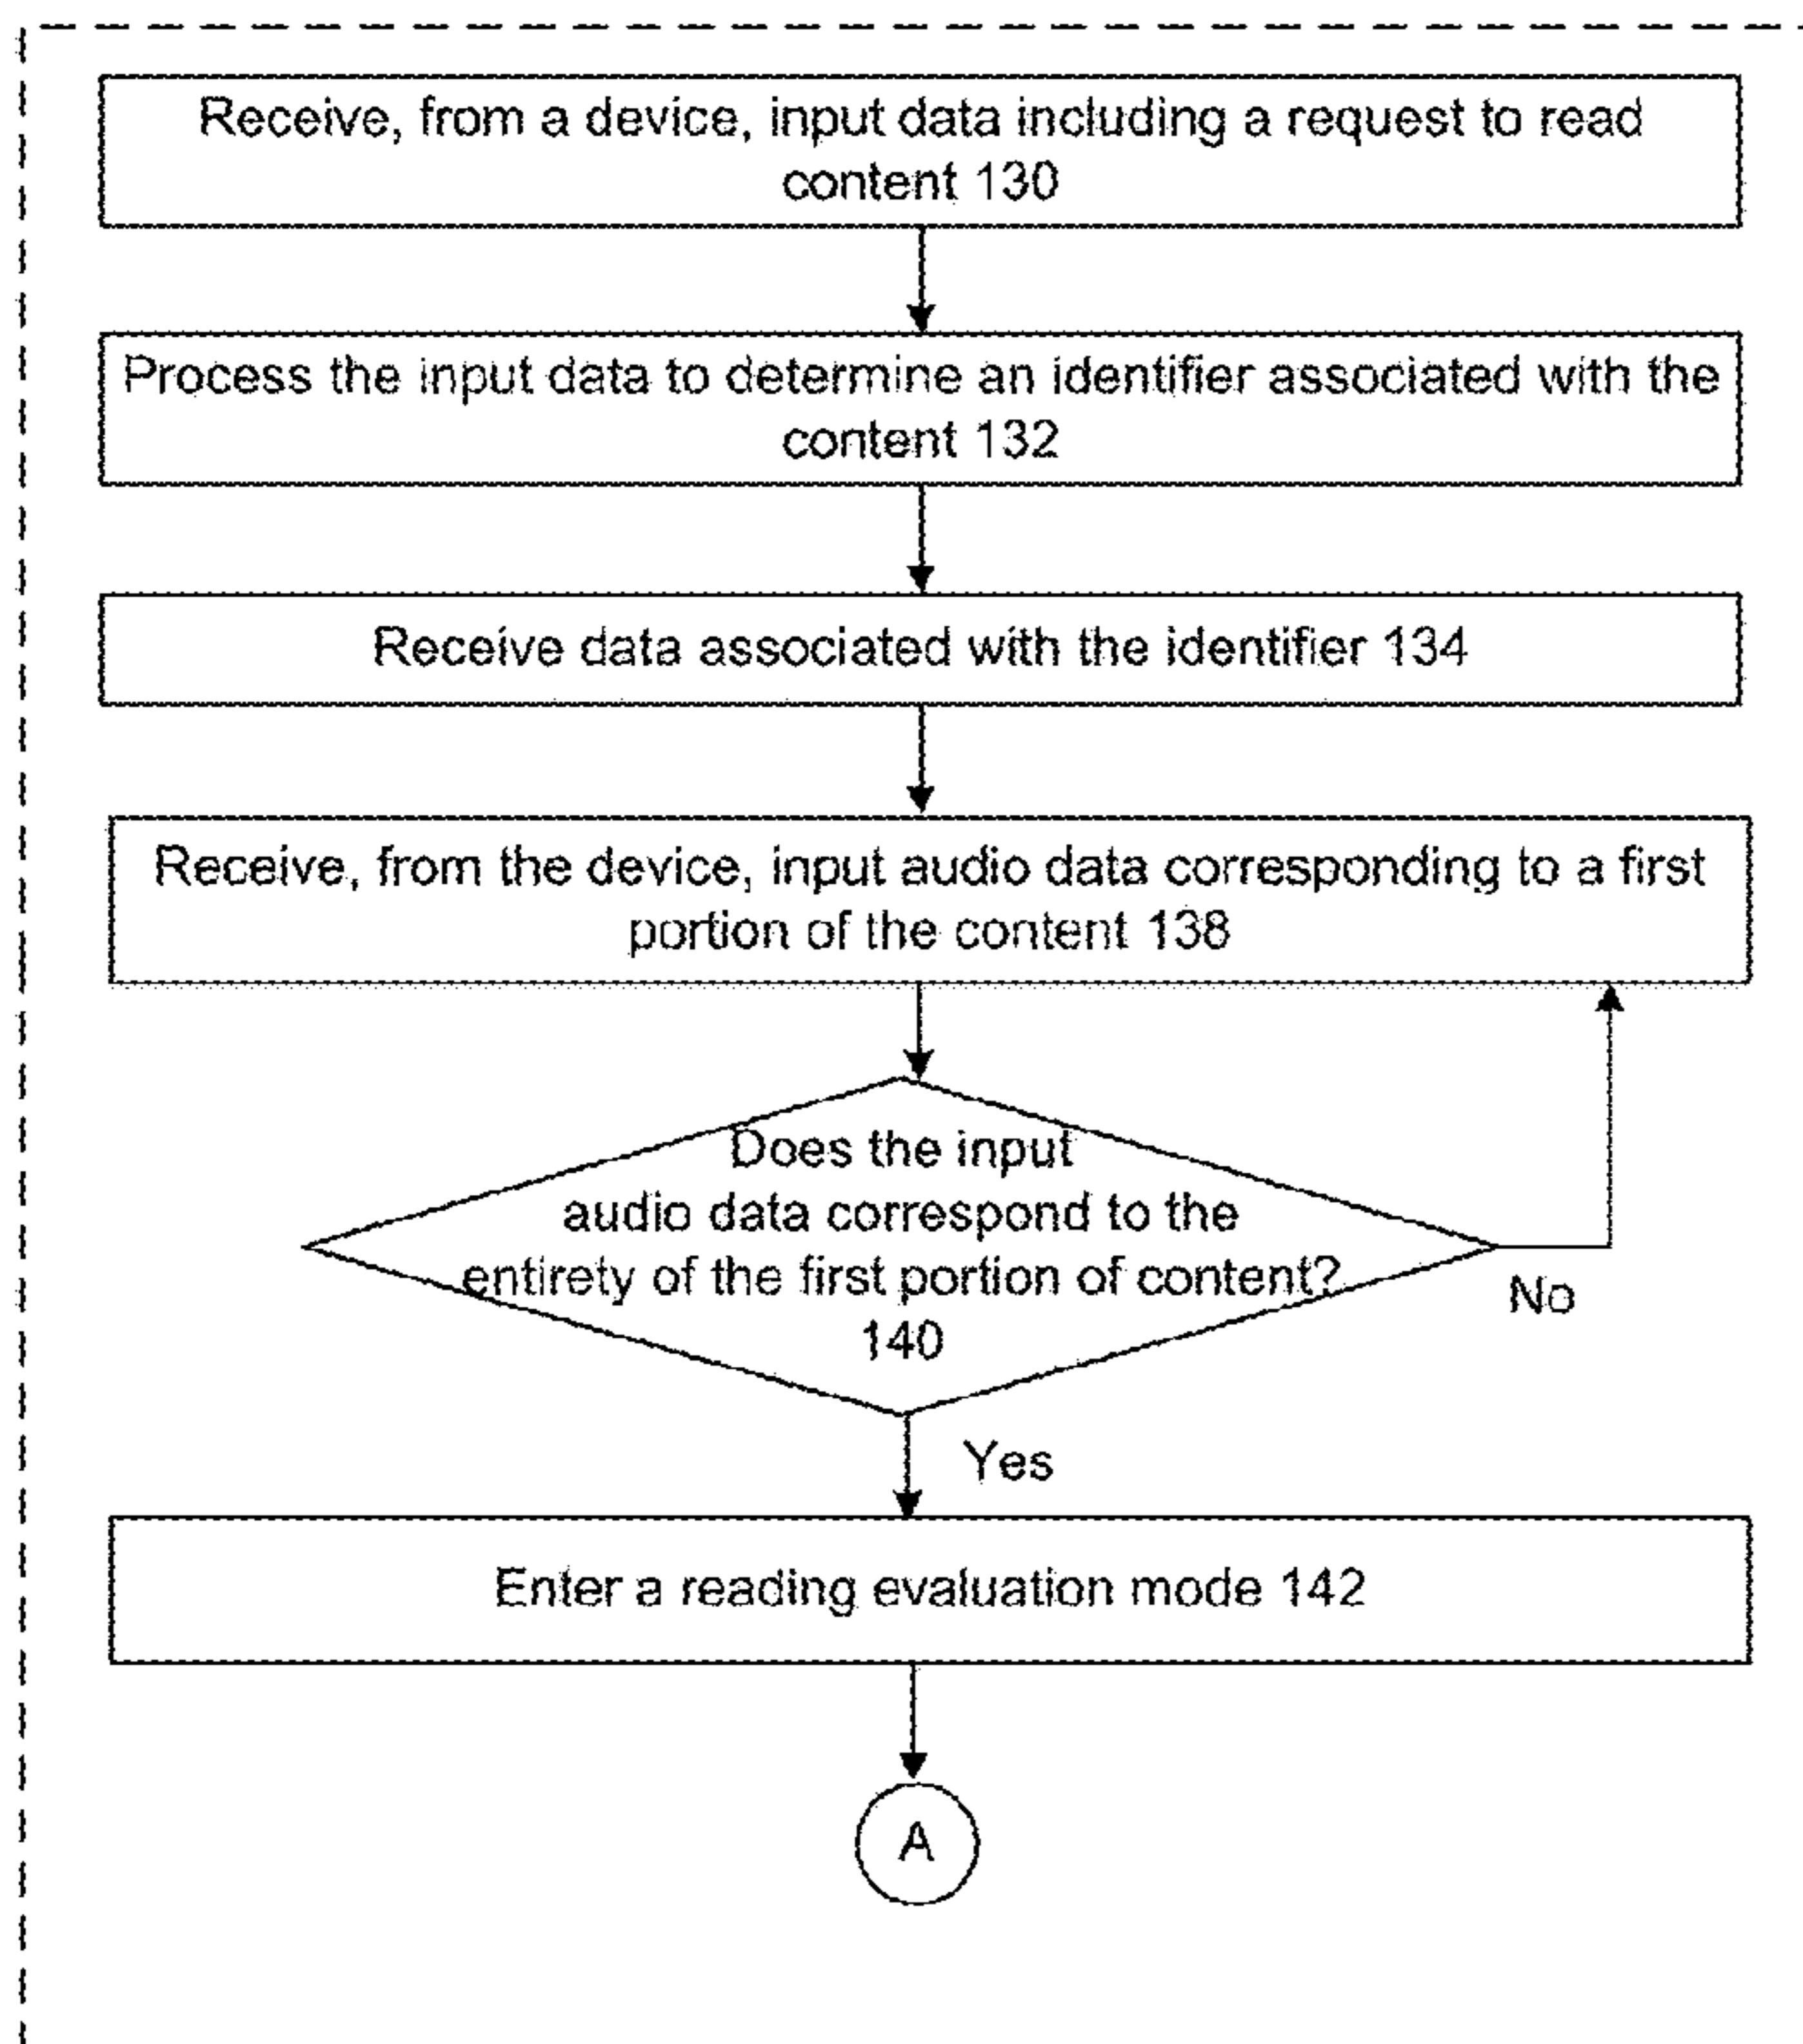 Receive, from a device, input data including a request to read
content 130
Process the input data to determine an identifier associated with the
content 132
Receive data associated with the identifier 134
Receive, from the device, input audio data corresponding to a first
portion of the content 138
Does the input
audio data correspond to the
entirety of the first portion of content?
140
No
Yes
Enter a reading evaluation mode 142
A